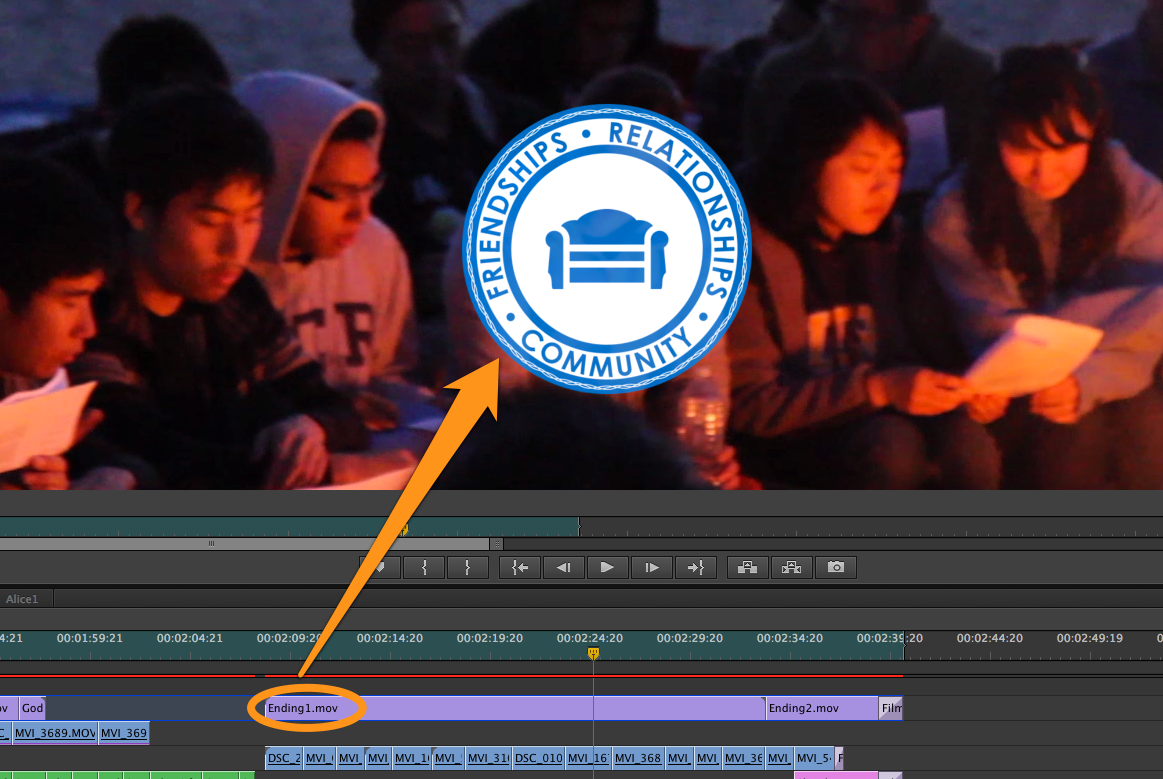 FRIENDSHIPS • RELATIONSHIPS • COMMUNITY •
Alice1
4:21 00:01:59:21 00:02:04:21 00:02:09:20 00:02:14:20 00:02:19:20 00:02:24:20 00:02:29:20 00:02:34:20 00:02:39:20 00:02:44:20 00:02:49:19
ov God Ending1.mov Ending2.mov Film
C_ MVI_3689.MOV MVI_369
DSC_2 MVI_ MVI_ MVI_ MVI_1 MVI_ MVI_31 DSC_010 MVI_16 MVI_368 MVI_ MVI_ MVI_36 MVI_ MVI_5 F